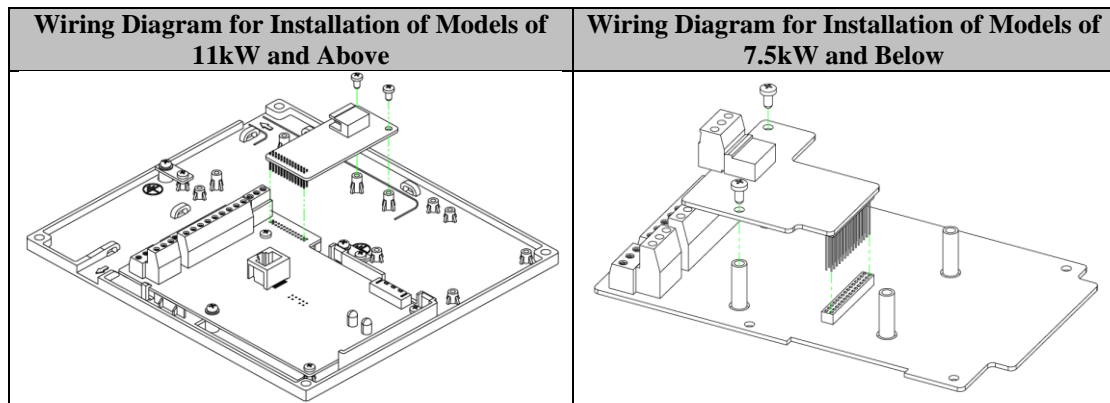 Wiring Diagram for Installation of Models of
11kW and Above
Wiring Diagram for Installation of Models of
7.5kW and Below